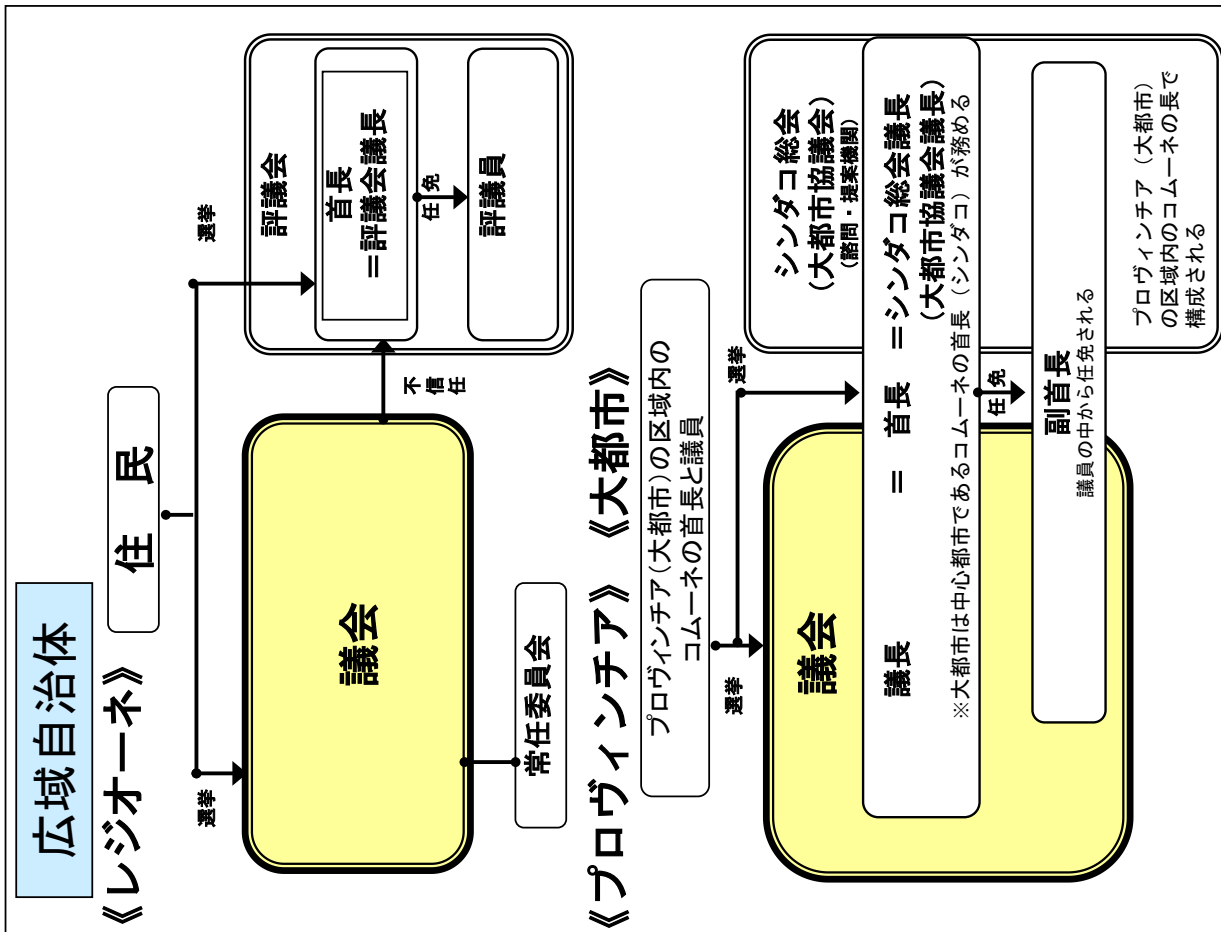 広域自治体
《レジオーネ》
住 民
選挙
選挙
議会
常任委員会
不信任
評議会
首長
＝評議会議長
任免
評議員
《プロヴィンチア》《大都市》
プロヴィンチア(大都市)の区域内の
コムーネの首長と議員
選挙
選挙
議会
シンダコ総会
(大都市協議会)
(諮問・提案機関)
議長 ＝ 首長 ＝シンダコ総会議長
(大都市協議会議長)
※大都市は中心都市であるコムーネの首長（シンダコ）が務める
任免
副首長
議員の中から任免される
プロヴィンチア（大都市）
の区域内のコムーネの長で
構成される